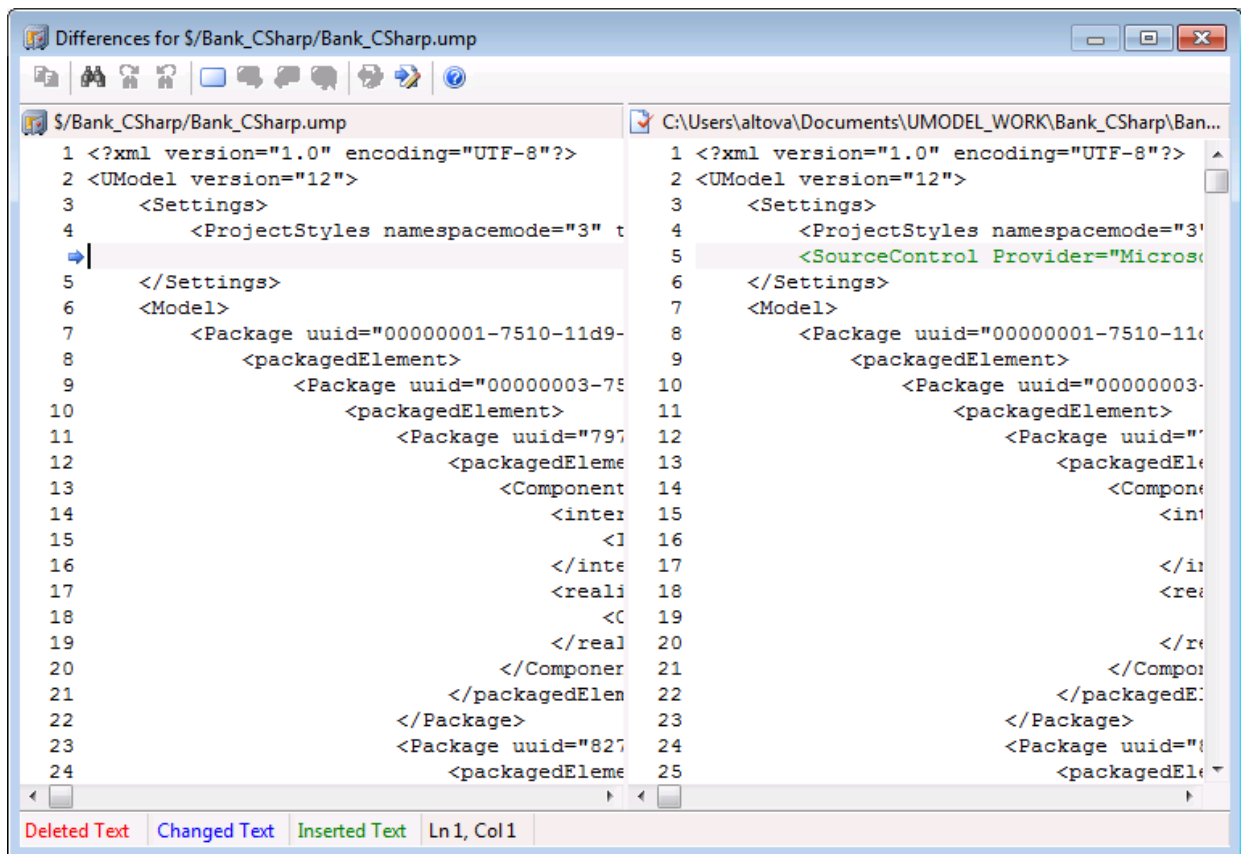 Differences for $/Bank_CSharp/Bank_CSharp.ump
$/Bank_CSharp/Bank_CSharp.ump
1 <?xml version="1.0" encoding="UTF-8"?>
2 <UModel version="12">
3 <Settings>
4 <ProjectStyles namespacemode="3" t
5 </Settings>
6 <Model>
7 <Package uuid="00000001-7510-11d9-
8 <packagedElement>
9 <Package uuid="00000003-75
10 <packagedElement>
11 <Package uuid="797
12 <packagedEleme
13 <Component
14 <inter
15 <I
16 </inte
17 <reali
18 <C
19 </real
20 </Componen
21 </packagedElem
22 </Package>
23 <Package uuid="827
24 <packagedEleme
C:\Users\altova\Documents\UMODEL_WORK\Bank_CSharp\Ban...
1 <?xml version="1.0" encoding="UTF-8"?>
2 <UModel version="12">
3 <Settings>
4 <ProjectStyles namespacemode="3"
5 <SourceControl Provider="Microso
6 </Settings>
7 <Model>
8 <Package uuid="00000001-7510-11d
9 <packagedElement>
10 <Package uuid="00000003-
11 <packagedElement>
12 <Package uuid="7
13 <packagedEle
14 <Compone
15 <int
16
17 </in
18 <rea
19
20 </re
21 </Compon
22 </packagedE
23 </Package>
24 <Package uuid="8
25 <packagedEle
Deleted Text
Changed Text
Inserted Text
Ln 1, Col 1